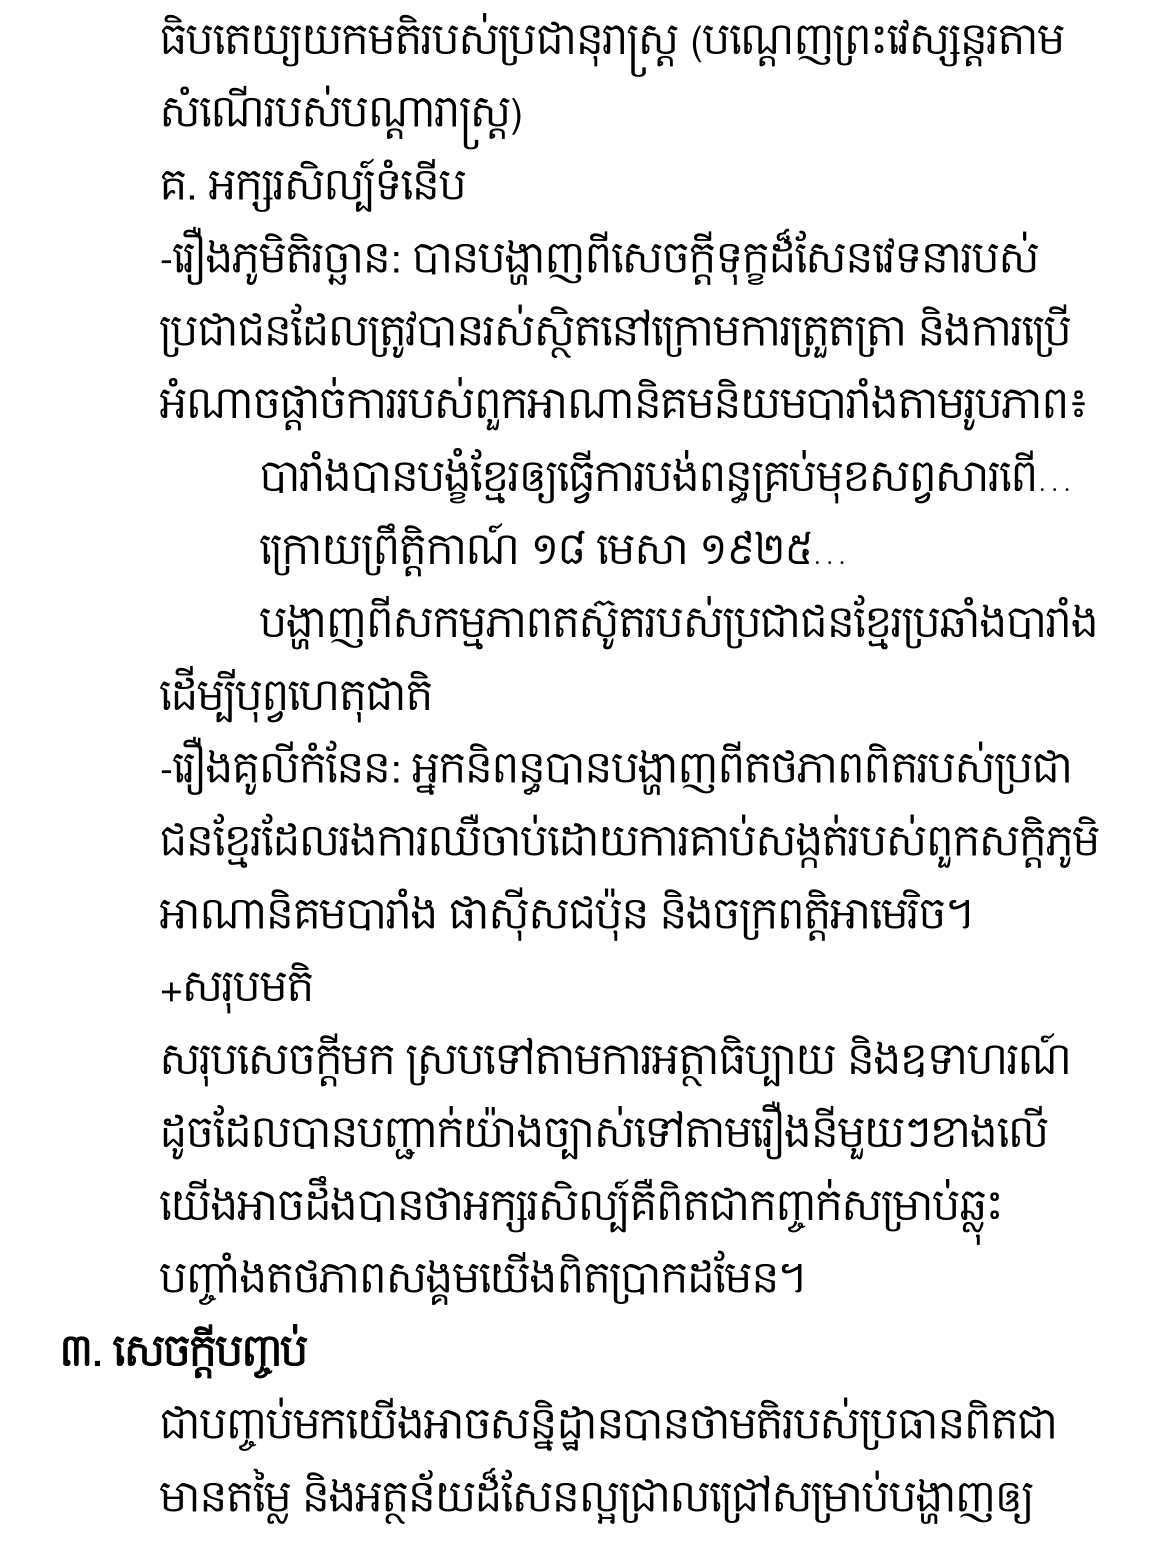 ធិបតេយ្យយកមតិរបស់ប្រជានុរាស្ត្រ (បណ្តេញព្រះវេស្សន្តរតាម
សំណើរបស់បណ្តារាស្ត្រ)
គ. អក្សរសិល្ប៍ទំនើប
-រឿងភូមិតិរច្ឆាន: បានបង្ហាញពីសេចក្តីទុក្ខដ៏សែនវេទនារបស់
ប្រជាជនដែលត្រូវបានរស់ស្ថិតនៅក្រោមការត្រួតត្រា និងការប្រើ
អំណាចផ្តាច់ការរបស់ពួកអាណានិគមនិយមបារាំងតាមរូបភាព៖
បារាំងបានបង្ខំខ្មែរឲ្យធ្វើការបង់ពន្ធគ្រប់មុខសព្វសារពើ...
ក្រោយព្រឹត្តិកាណ៍ ១៨ មេសា ១៩២៥...
បង្ហាញពីសកម្មភាពតស៊ូតរបស់ប្រជាជនខ្មែរប្រឆាំងបារាំង
ដើម្បីបុព្វហេតុជាតិ
-រឿងគូលីកំនែន: អ្នកនិពន្ធបានបង្ហាញពីតថភាពពិតរបស់ប្រជា
ជនខ្មែរដែលរងការឈឺចាប់ដោយការគាប់សង្កត់របស់ពួកសក្តិភូមិ
អាណានិគមបារាំង ផាស៊ីសជប៉ុន និងចក្រពត្តិអាមេរិច។
+សរុបមតិ
សរុបសេចក្តីមក ស្របទៅតាមការអត្ថាធិប្បាយ និងឧទាហរណ៍
ដូចដែលបានបញ្ជាក់យ៉ាងច្បាស់ទៅតាមរឿងនីមួយៗខាងលើ
យើងអាចដឹងបានថាអក្សរសិល្ប៍គឺពិតជាកញ្ចក់សម្រាប់ឆ្លុះ
បញ្ចាំងតថភាពសង្គមយើងពិតប្រាកដមែន។
៣. សេចក្តីបញ្ចប់
ជាបញ្ចប់មកយើងអាចសន្និដ្ឋានបានថាមតិរបស់ប្រធានពិតជា
មានតម្លៃ និងអត្ថន័យដ៏សែនល្អជ្រាលជ្រៅសម្រាប់បង្ហាញឲ្យ